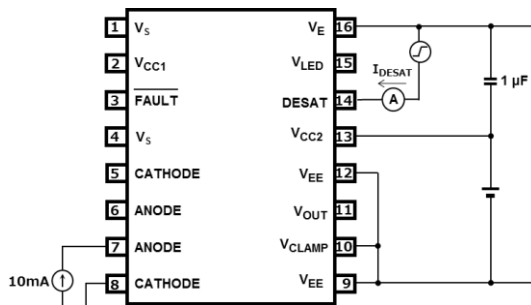 1 VS VE 16
2 VCC1 VLED 15
3 FAULT DESAT 14
IDESAT
A
1 µF
4 VS VCC2 13
5 CATHODE VEE 12
6 ANODE VOUT 11
7 ANODE VCLAMP 10
8 CATHODE VEE 9
10mA